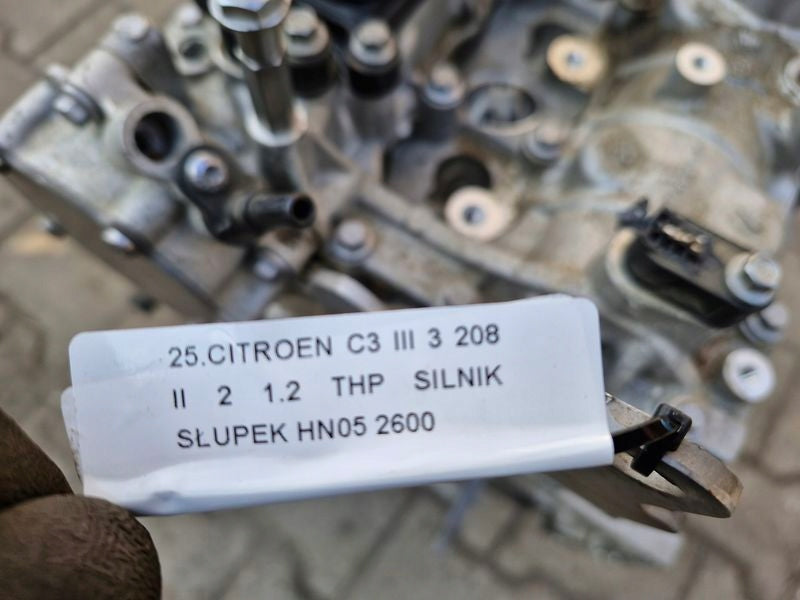 25.CITROEN C3 III 3 208
II 2 1.2 THP SILNIK
SŁUPEK HN05 2600